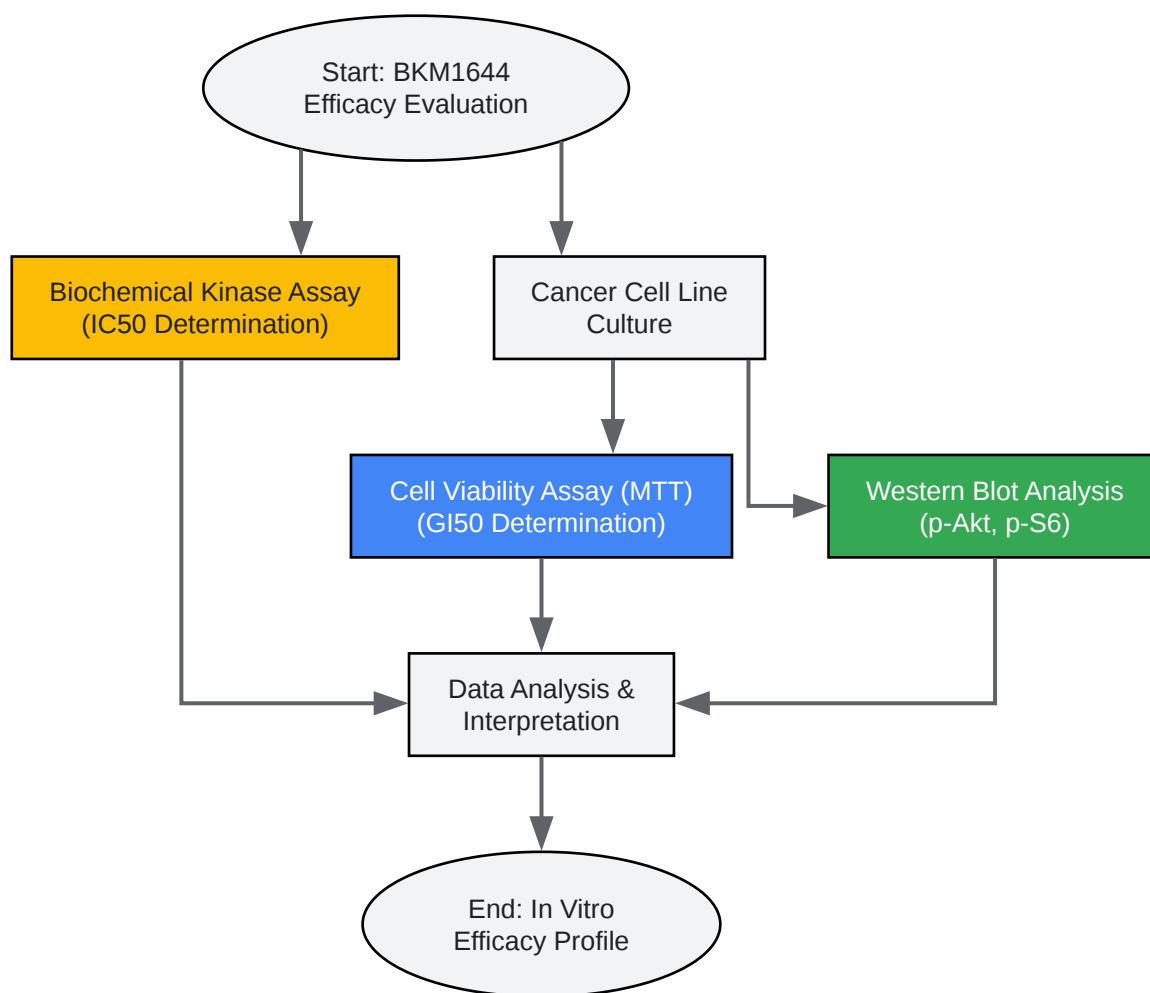 Start: BKM1644
Efficacy Evaluation
Biochemical Kinase Assay
(IC50 Determination)
Cancer Cell Line
Culture
Cell Viability Assay (MTT)
(GI50 Determination)
Western Blot Analysis
(p-Akt, p-S6)
Data Analysis &
Interpretation
End: In Vitro
Efficacy Profile